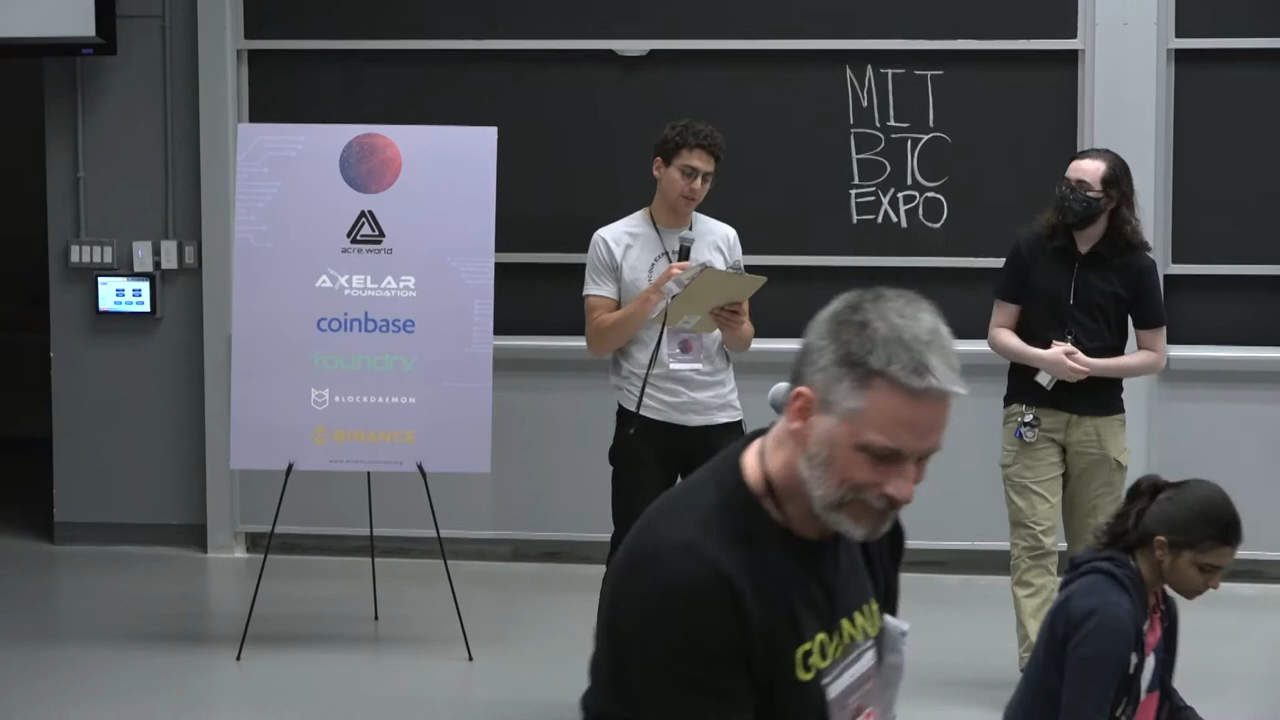 acre.world
AXELAR
FOUNDATION
coinbase
foundry
BLOCKDAEMON
BINANCE
MIT
BTC
EXPO